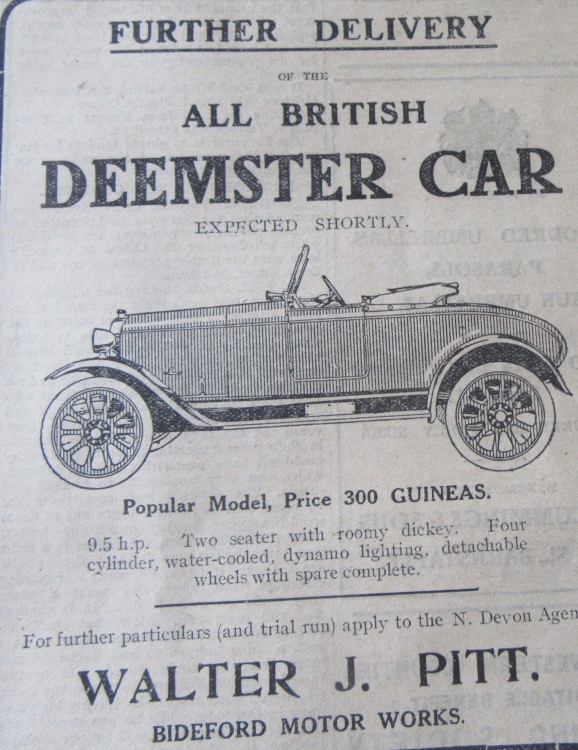 FURTHER DELIVERY
OF THE
ALL BRITISH
DEEMSTER CAR
EXPECTED SHORTLY.
Popular Model, Price 300 GUINEAS.
9.5 h.p. Two seater with roomy dickey. Four
cylinder, water-cooled, dynamo lighting, detachable
wheels with spare complete.
For further particulars (and trial run) apply to the N. Devon Agen
WALTER J. PITT.
BIDEFORD MOTOR WORKS.